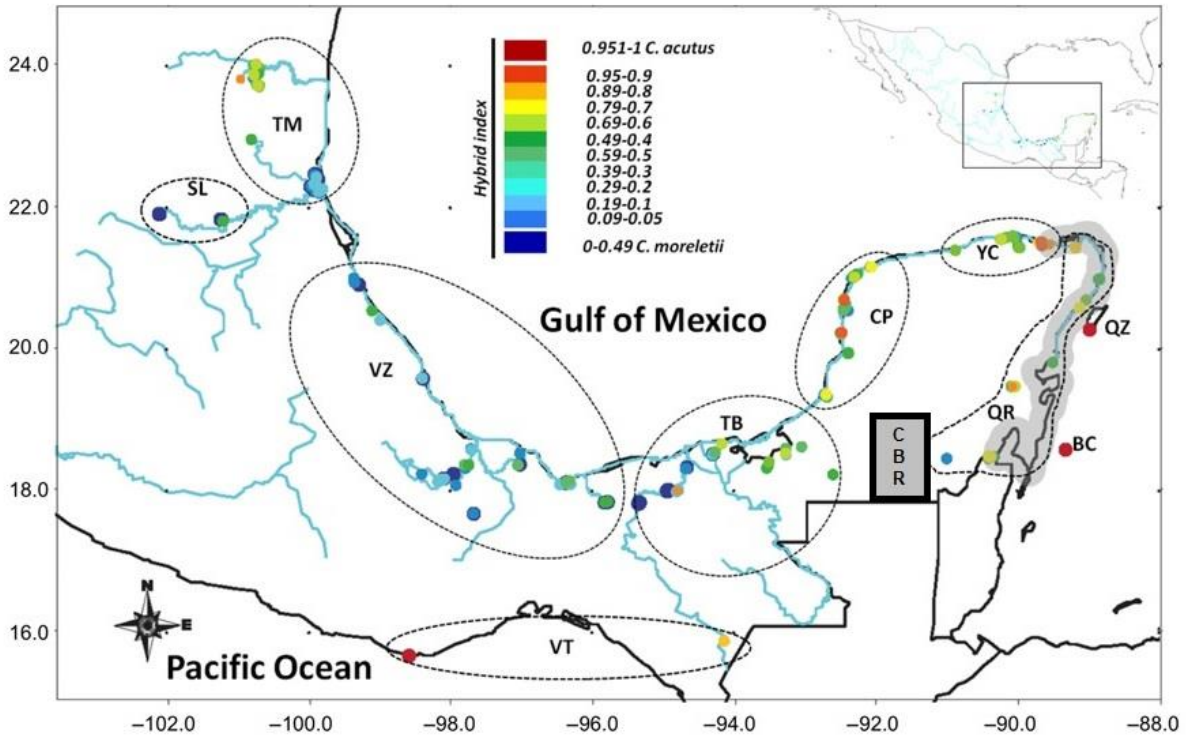 24.0
22.0
20.0
18.0
16.0
−102.0
−100.0
−98.0
−96.0
−94.0
−92.0
−90.0
−88.0
Hybrid index
0.951-1 C. acutus
0.95-0.9
0.89-0.8
0.79-0.7
0.69-0.6
0.49-0.4
0.59-0.5
0.39-0.3
0.29-0.2
0.19-0.1
0.09-0.05
0-0.49 C. moreletii
TM
SL
VZ
Gulf of Mexico
TB
CP
YC
QZ
QR
BC
C
B
R
VT
N
E
Pacific Ocean